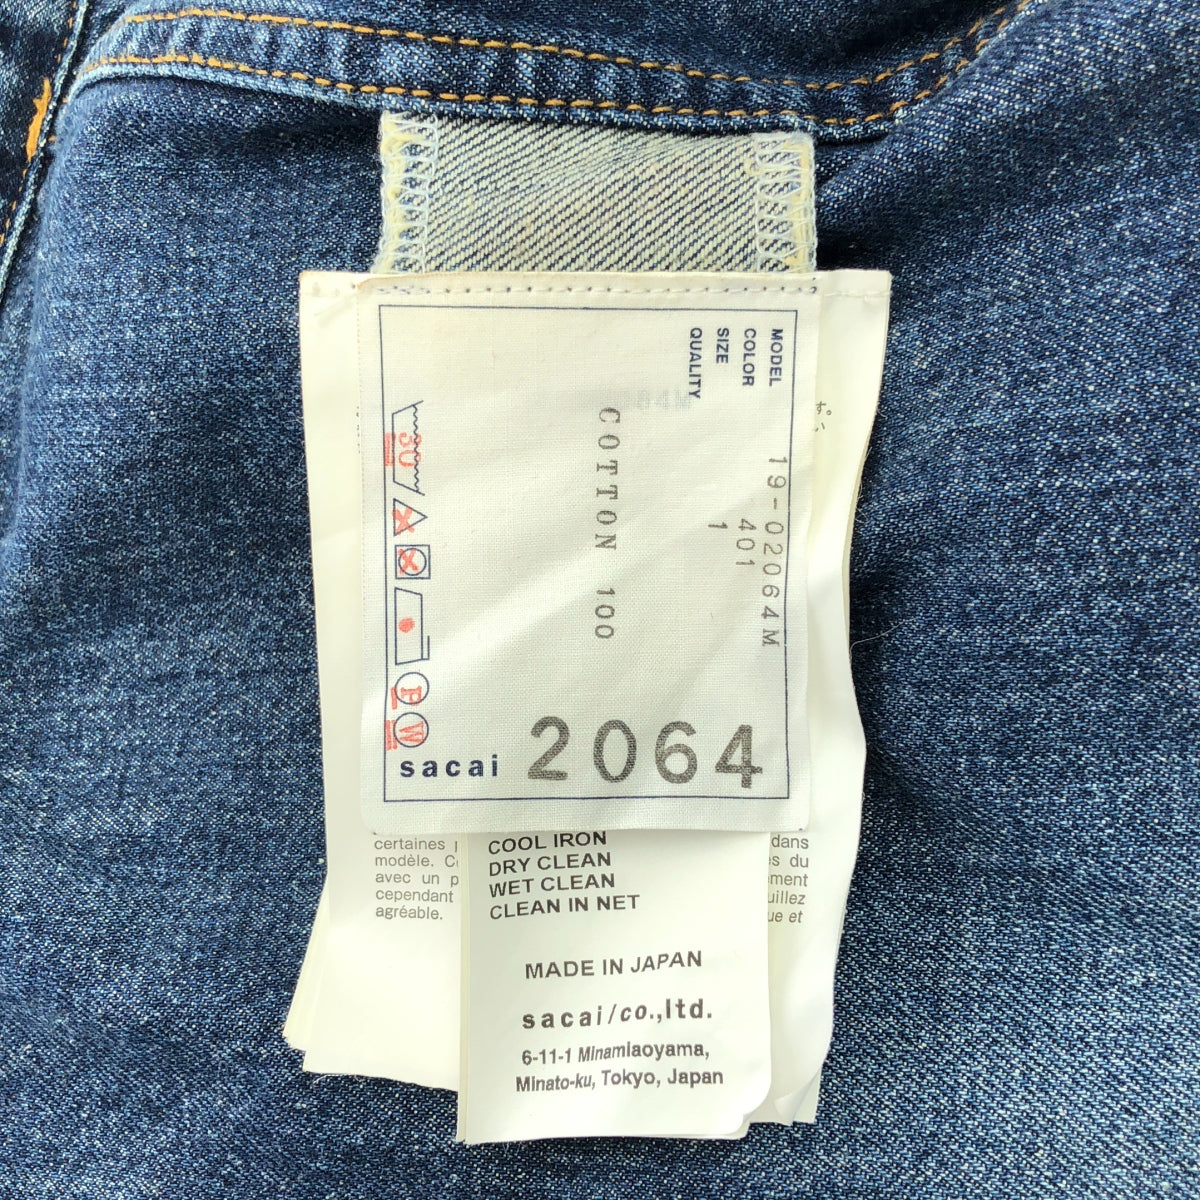 MODEL 19-02064M
COLOR 401
SIZE 1
QUALITY
COTTON 100
30
P
W
sacai 2064
certaines
modèle.
avec un
cependant
agréable.
dans
du
COOL IRON
DRY CLEAN
WET CLEAN
CLEAN IN NET
MADE IN JAPAN
sacai/co.,ltd.
6-11-1 Minamiaoyama,
Minato-ku, Tokyo, Japan